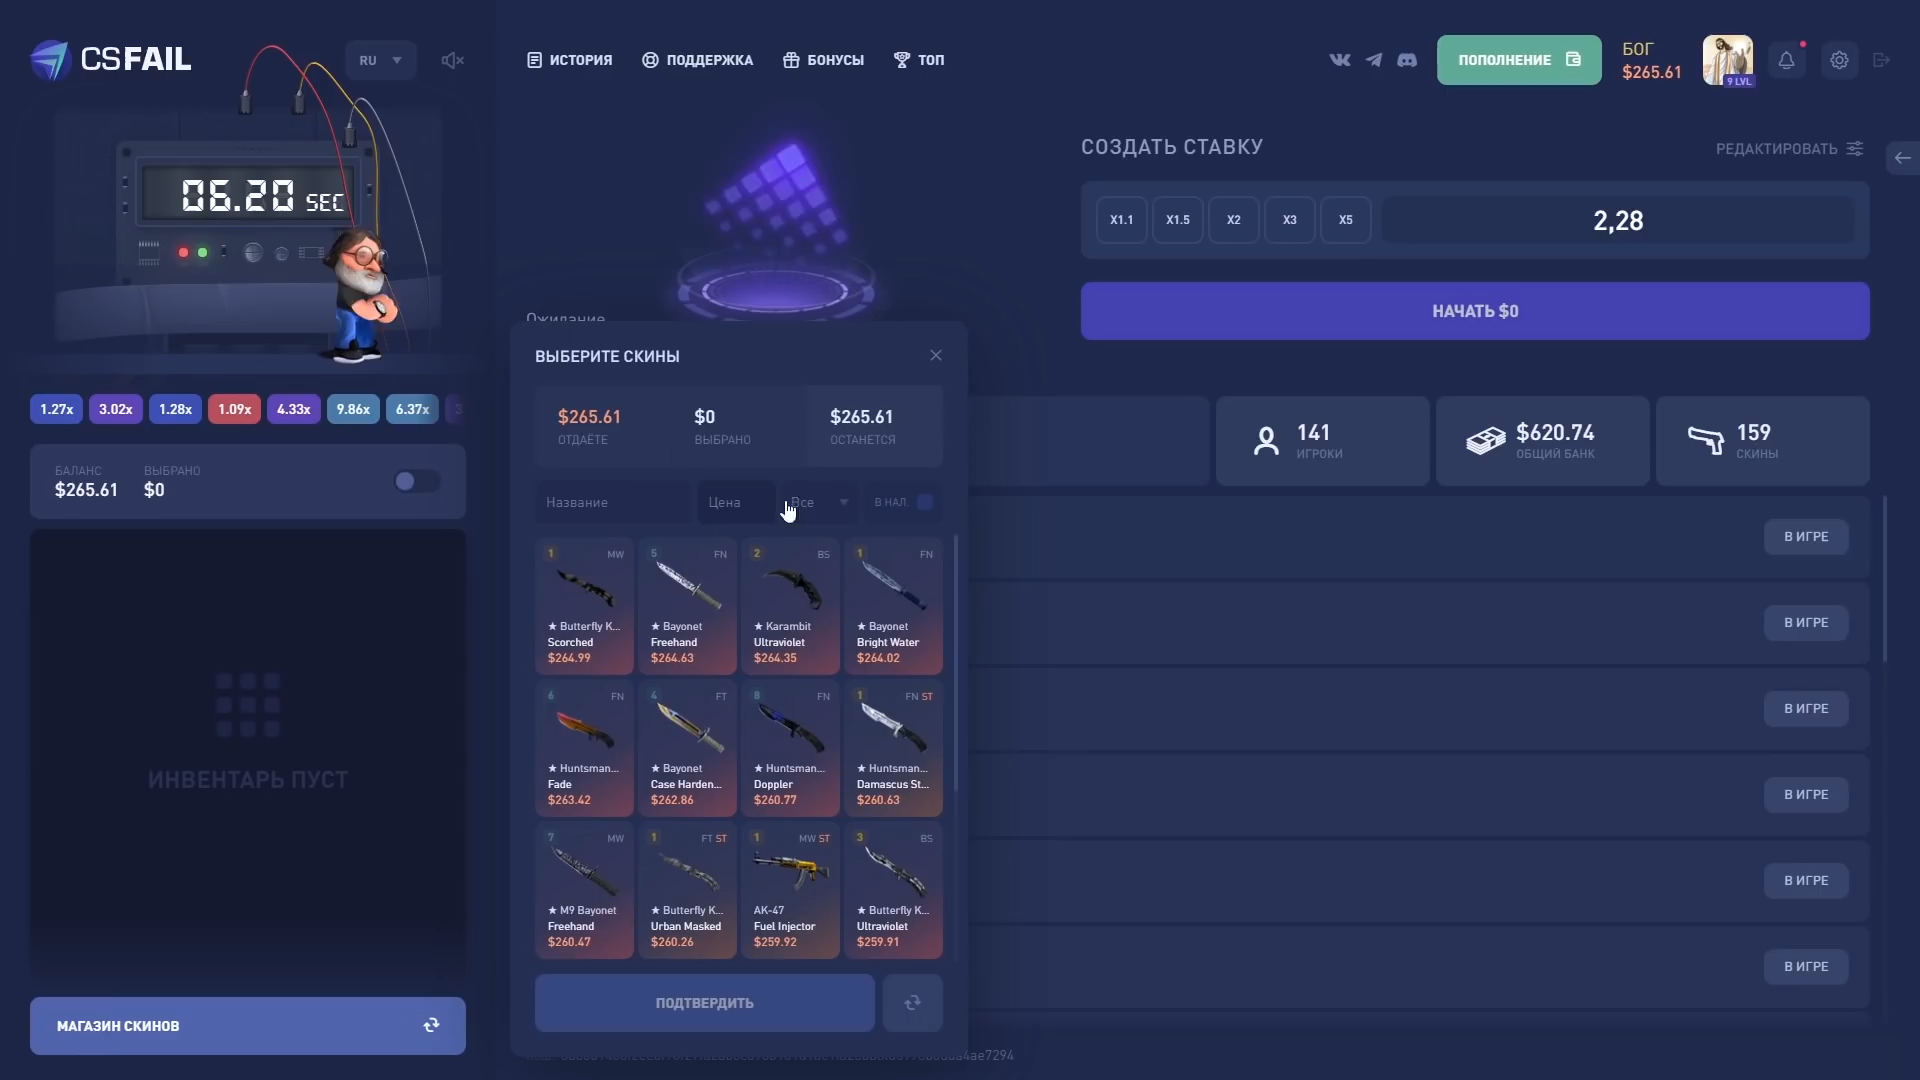 CSFAIL
RU
ИСТОРИЯ
ПОДДЕРЖКА
БОНУСЫ
ТОП
ПОПОЛНЕНИЕ
БОГ
$265.61
9 LVL
06.20 SEC
1.27x
3.02x
1.28x
1.09x
4.33x
9.86x
6.37x
БАЛАНС
$265.61
ВЫБРАНО
$0
ИНВЕНТАРЬ ПУСТ
МАГАЗИН СКИНОВ
Ожидание
СОЗДАТЬ СТАВКУ
РЕДАКТИРОВАТЬ
X1.1
X1.5
X2
X3
X5
2,28
НАЧАТЬ $0
141
ИГРОКИ
$620.74
ОБЩИЙ БАНК
159
СКИНЫ
В ИГРЕ
В ИГРЕ
В ИГРЕ
В ИГРЕ
В ИГРЕ
В ИГРЕ
ВЫБЕРИТЕ СКИНЫ
$265.61
ОТДАЁТЕ
$0
ВЫБРАНО
$265.61
ОСТАНЕТСЯ
Название
Цена
Все
В НАЛ.
1 MW
★ Butterfly K...
Scorched
$264.99
5 FN
★ Bayonet
Freehand
$264.63
2 BS
★ Karambit
Ultraviolet
$264.35
1 FN
★ Bayonet
Bright Water
$264.02
6 FN
★ Huntsman...
Fade
$263.42
4 FT
★ Bayonet
Case Harden...
$262.86
8 FN
★ Huntsman...
Doppler
$260.77
1 FN ST
★ Huntsman...
Damascus St...
$260.63
7 MW
★ M9 Bayonet
Freehand
$260.47
1 FT ST
★ Butterfly K...
Urban Masked
$260.26
1 MW ST
AK-47
Fuel Injector
$259.92
3 BS
★ Butterfly K...
Ultraviolet
$259.91
ПОДТВЕРДИТЬ